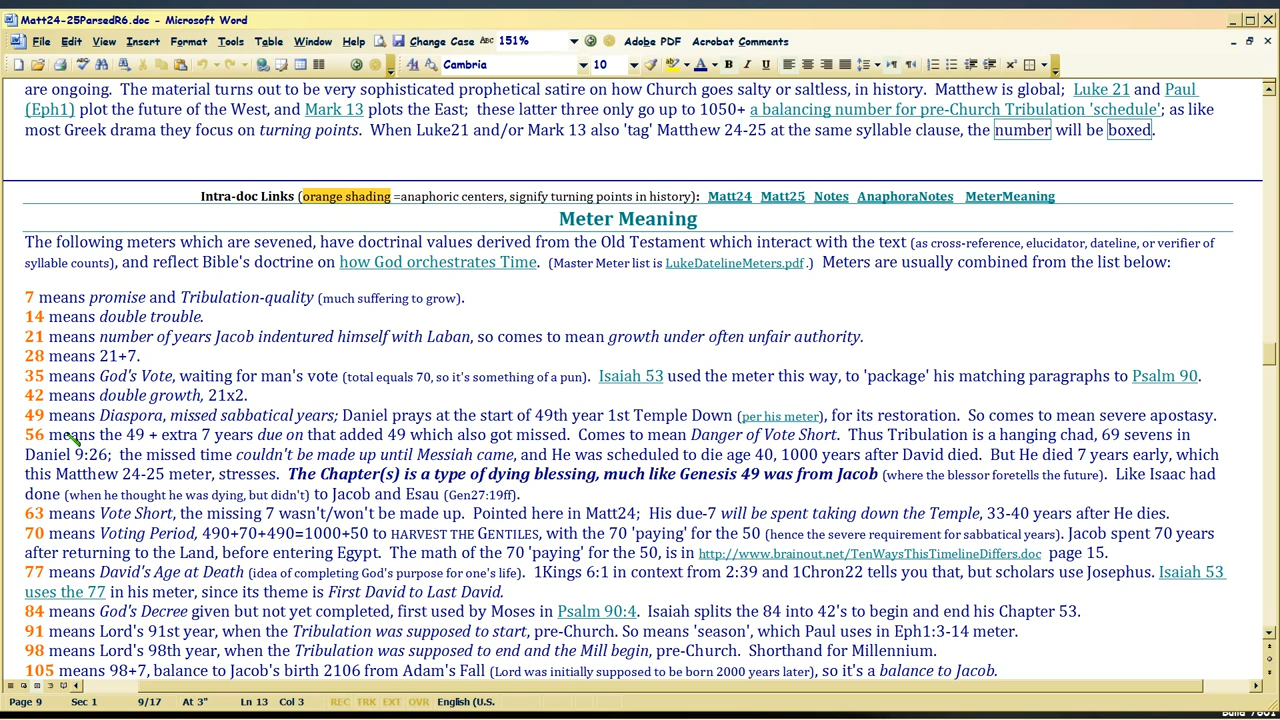 Matt24-25ParsedR6.doc - Microsoft Word
File Edit View Insert Format Tools Table Window Help Change Case ABC 151% Adobe PDF Acrobat Comments
Cambria 10 B I U
are ongoing. The material turns out to be very sophisticated prophetical satire on how Church goes salty or saltless, in history. Matthew is global; Luke 21 and Paul
(Eph1) plot the future of the West, and Mark 13 plots the East; these latter three only go up to 1050+ a balancing number for pre-Church Tribulation 'schedule'; as like
most Greek drama they focus on turning points. When Luke21 and/or Mark 13 also 'tag' Matthew 24-25 at the same syllable clause, the number will be boxed.
Intra-doc Links (orange shading =anaphoric centers, signify turning points in history): Matt24 Matt25 Notes AnaphoraNotes MeterMeaning
Meter Meaning
The following meters which are sevened, have doctrinal values derived from the Old Testament which interact with the text (as cross-reference, elucidator, dateline, or verifier of
syllable counts), and reflect Bible's doctrine on how God orchestrates Time. (Master Meter list is LukeDatelineMeters.pdf .) Meters are usually combined from the list below:
7 means promise and Tribulation-quality (much suffering to grow).
14 means double trouble.
21 means number of years Jacob indentured himself with Laban, so comes to mean growth under often unfair authority.
28 means 21+7.
35 means God's Vote, waiting for man's vote (total equals 70, so it's something of a pun). Isaiah 53 used the meter this way, to 'package' his matching paragraphs to Psalm 90.
42 means double growth, 21x2.
49 means Diaspora, missed sabbatical years; Daniel prays at the start of 49th year 1st Temple Down (per his meter), for its restoration. So comes to mean severe apostasy.
56 means the 49 + extra 7 years due on that added 49 which also got missed. Comes to mean Danger of Vote Short. Thus Tribulation is a hanging chad, 69 sevens in
Daniel 9:26; the missed time couldn't be made up until Messiah came, and He was scheduled to die age 40, 1000 years after David died. But He died 7 years early, which
this Matthew 24-25 meter, stresses. The Chapter(s) is a type of dying blessing, much like Genesis 49 was from Jacob (where the blessor foretells the future). Like Isaac had
done (when he thought he was dying, but didn't) to Jacob and Esau (Gen27:19ff).
63 means Vote Short, the missing 7 wasn't/won't be made up. Pointed here in Matt24; His due-7 will be spent taking down the Temple, 33-40 years after He dies.
70 means Voting Period, 490+70+490=1000+50 to HARVEST THE GENTILES, with the 70 'paying' for the 50 (hence the severe requirement for sabbatical years). Jacob spent 70 years
after returning to the Land, before entering Egypt. The math of the 70 'paying' for the 50, is in http://www.brainout.net/TenWaysThisTimelineDiffers.doc page 15.
77 means David's Age at Death (idea of completing God's purpose for one's life). 1Kings 6:1 in context from 2:39 and 1Chron22 tells you that, but scholars use Josephus. Isaiah 53
uses the 77 in his meter, since its theme is First David to Last David.
84 means God's Decree given but not yet completed, first used by Moses in Psalm 90:4. Isaiah splits the 84 into 42's to begin and end his Chapter 53.
91 means Lord's 91st year, when the Tribulation was supposed to start, pre-Church. So means 'season', which Paul uses in Eph1:3-14 meter.
98 means Lord's 98th year, when the Tribulation was supposed to end and the Mill begin, pre-Church. Shorthand for Millennium.
105 means 98+7, balance to Jacob's birth 2106 from Adam's Fall (Lord was initially supposed to be born 2000 years later), so it's a balance to Jacob.
Page 9 Sec 1 9/17 At 3" Ln 13 Col 3 REC TRK EXT OVR English (U.S.